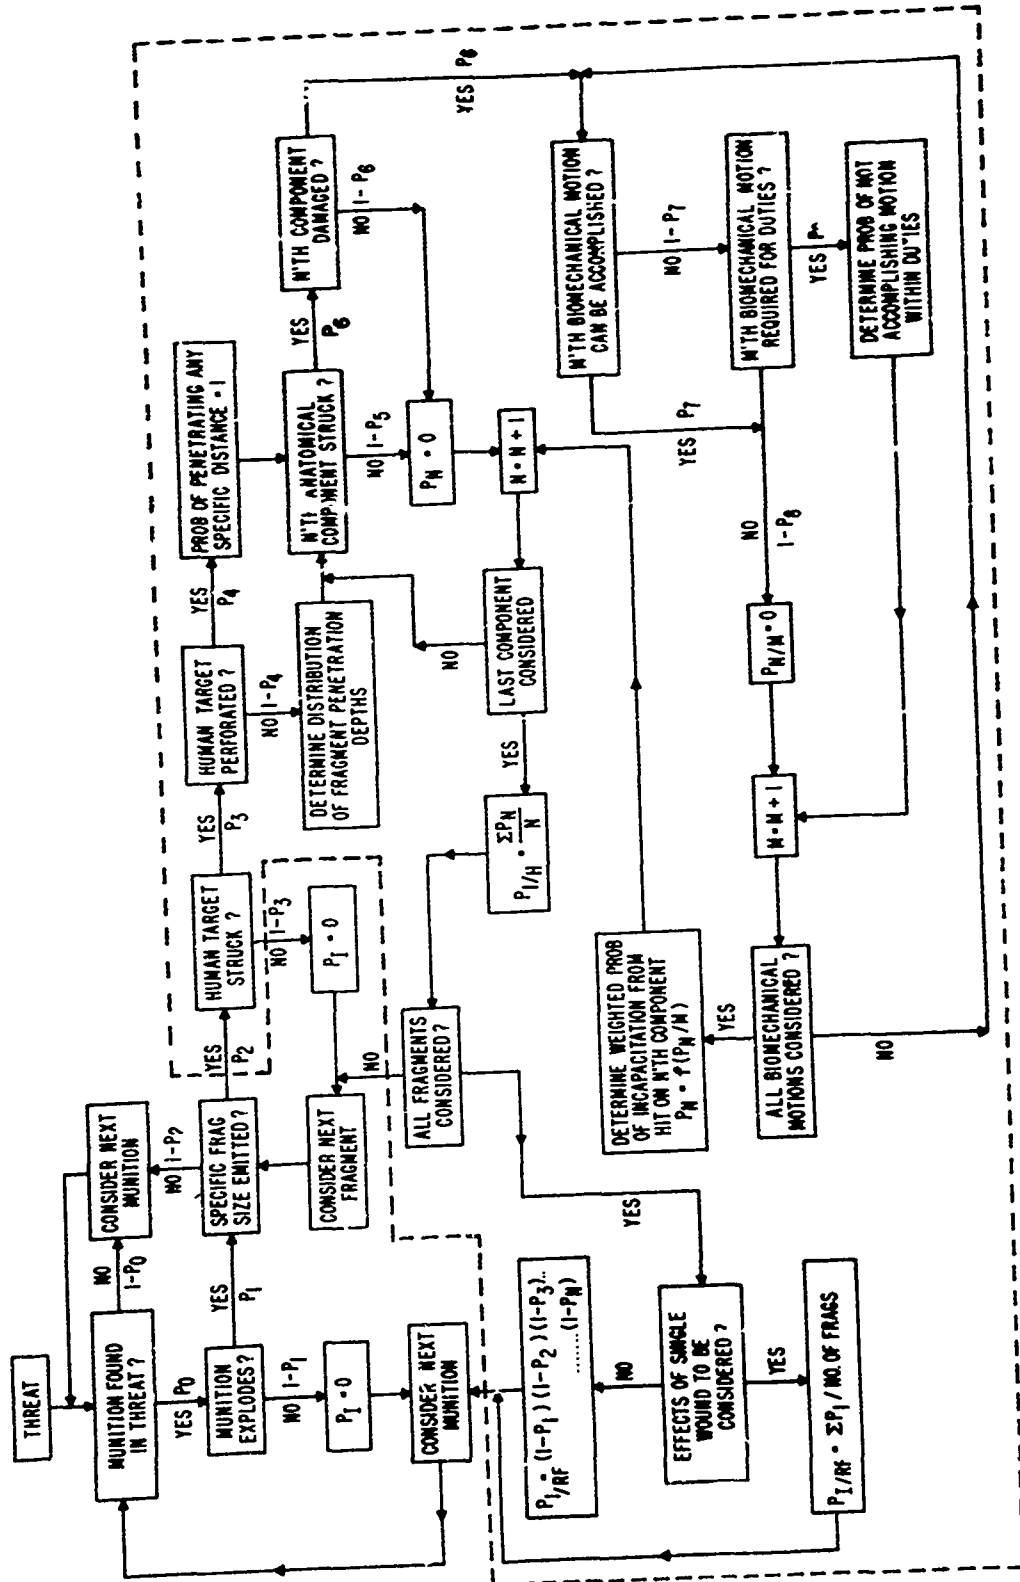 THREAT
MUNITION FOUND
IN THREAT?
NO
1-P0
CONSIDER NEXT
MUNITION
YES P0
MUNITION
EXPLODES?
YES
P1
NO 1-P1
PI = 0
CONSIDER NEXT
MUNITION
SPECIFIC FRAG
SIZE EMITTED?
NO 1-P?
YES
P2
CONSIDER NEXT
FRAGMENT
HUMAN TARGET
STRUCK ?
NO 1-P3
PI = 0
YES
P3
HUMAN TARGET
PERFORATED ?
NO 1-P4
YES
P4
PROB OF PENETRATING ANY
SPECIFIC DISTANCE = 1
DETERMINE DISTRIBUTION
OF FRAGMENT PENETRATION
DEPTHS
N'TH ANATOMICAL
COMPONENT STRUCK ?
YES
P6
NO 1-P5
N'TH COMPONENT
DAMAGED ?
NO 1-P6
YES P6
PN = 0
N = N + 1
LAST COMPONENT
CONSIDERED
NO
YES
PI/H = ΣPN
N
ALL FRAGMENTS
CONSIDERED ?
NO
YES
M'TH BIOMECHANICAL MOTION
CAN BE ACCOMPLISHED ?
YES P7
NO 1-P7
M'TH BIOMECHANICAL MOTION
REQUIRED FOR DUTIES ?
NO
1-P8
YES
DETERMINE PROB OF NOT
ACCOMPLISHING MOTION
WITHIN DUTIES
PN/M = 0
M = M + 1
ALL BIOMECHANICAL
MOTIONS CONSIDERED ?
NO
YES
DETERMINE WEIGHTED PROB
OF INCAPACITATION FROM
HIT ON N'TH COMPONENT
PN = f(PN/M)
EFFECTS OF SINGLE
WOUND TO BE
CONSIDERED ?
NO
YES
PI/RF = (1-P1)(1-P2)(1-P3)...
........(1-PN)
PI/RF = ΣPI / NO. OF FRAGS